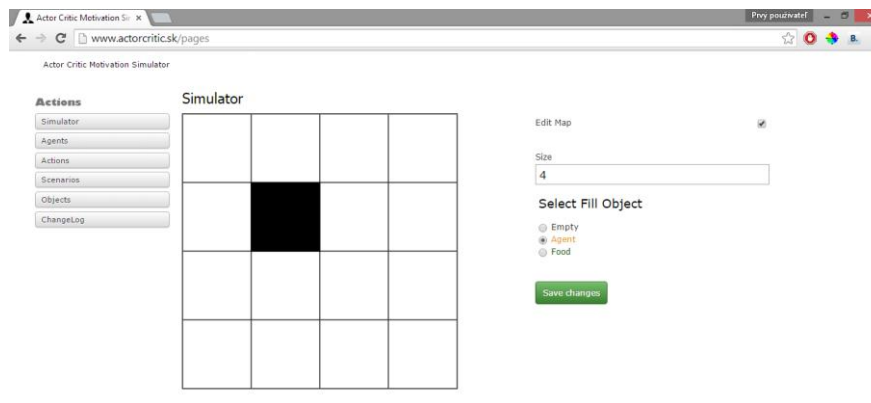 Actor Critic Motivation Si
Prvý používateľ
www.actorcritic.sk/pages
B.
Actor Critic Motivation Simulator
Actions
Simulator
Agents
Actions
Scenarios
Objects
ChangeLog
Simulator
Edit Map
Size
4
Select Fill Object
Empty
Agent
Food
Save changes